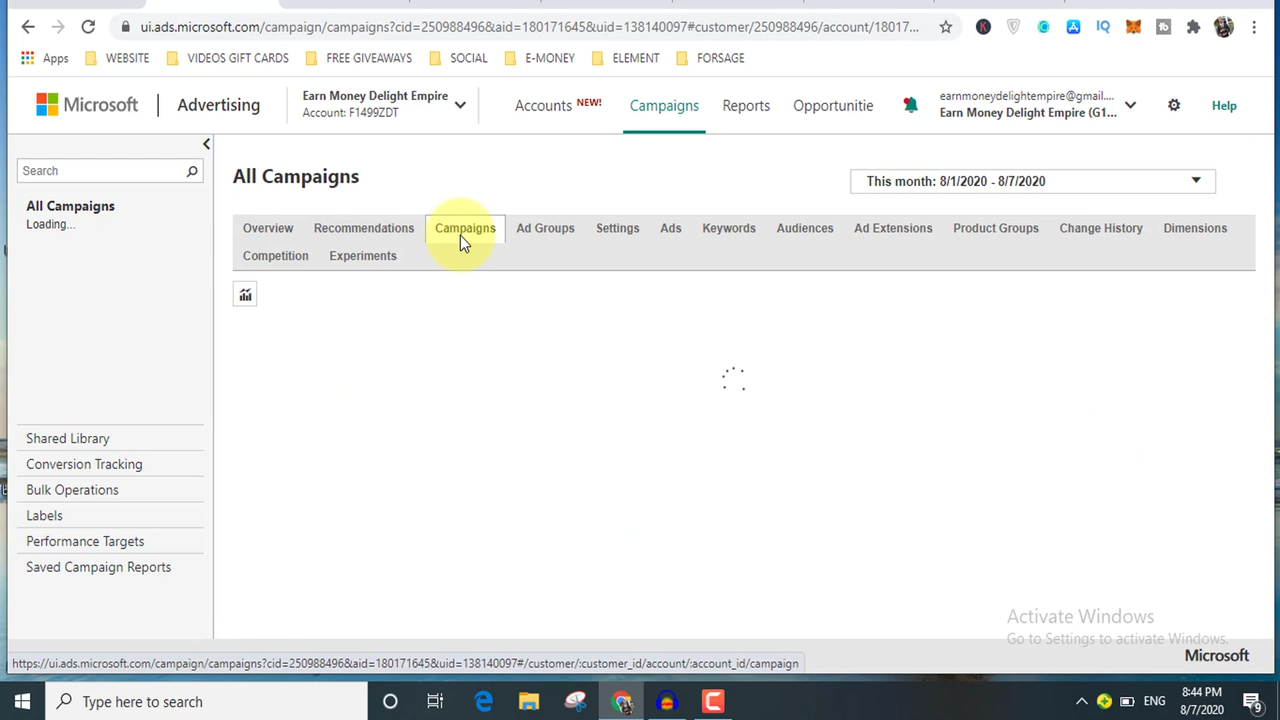 ui.ads.microsoft.com/campaign/campaigns?cid=250988496&aid=180171645&uid=138140097#customer/250988496/account/18017...
Apps WEBSITE VIDEOS GIFT CARDS FREE GIVEAWAYS SOCIAL E-MONEY ELEMENT FORSAGE
Microsoft Advertising
Earn Money Delight Empire
Account: F1499ZDT
Accounts NEW! Campaigns Reports Opportunitie
earnmoneydelightempire@gmail....
Earn Money Delight Empire (G1...
Help
Search
All Campaigns
Loading...
All Campaigns
This month: 8/1/2020 - 8/7/2020
Overview Recommendations Campaigns Ad Groups Settings Ads Keywords Audiences Ad Extensions Product Groups Change History Dimensions
Competition Experiments
Shared Library
Conversion Tracking
Bulk Operations
Labels
Performance Targets
Saved Campaign Reports
Activate Windows
Go to Settings to activate Windows.
Microsoft
https://ui.ads.microsoft.com/campaign/campaigns?cid=250988496&aid=180171645&uid=138140097#/customer/:customer_id/account/:account_id/campaign
Type here to search
ENG
8:44 PM
8/7/2020
9